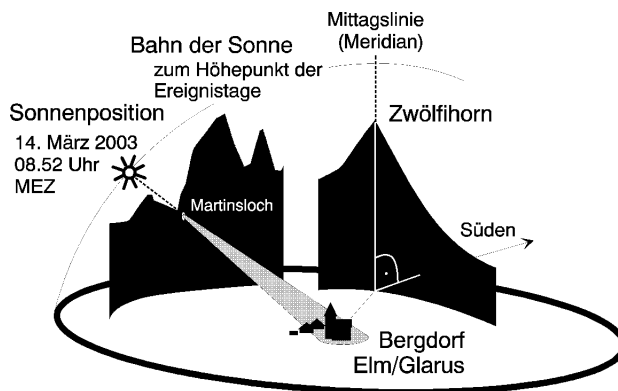 Mittagslinie
(Meridian)
Bahn der Sonne
zum Höhepunkt der
Ereignistage
Sonnenposition
14. März 2003
08.52 Uhr
MEZ
Zwölfihorn
Martinsloch
Süden
Bergdorf
Elm/Glarus